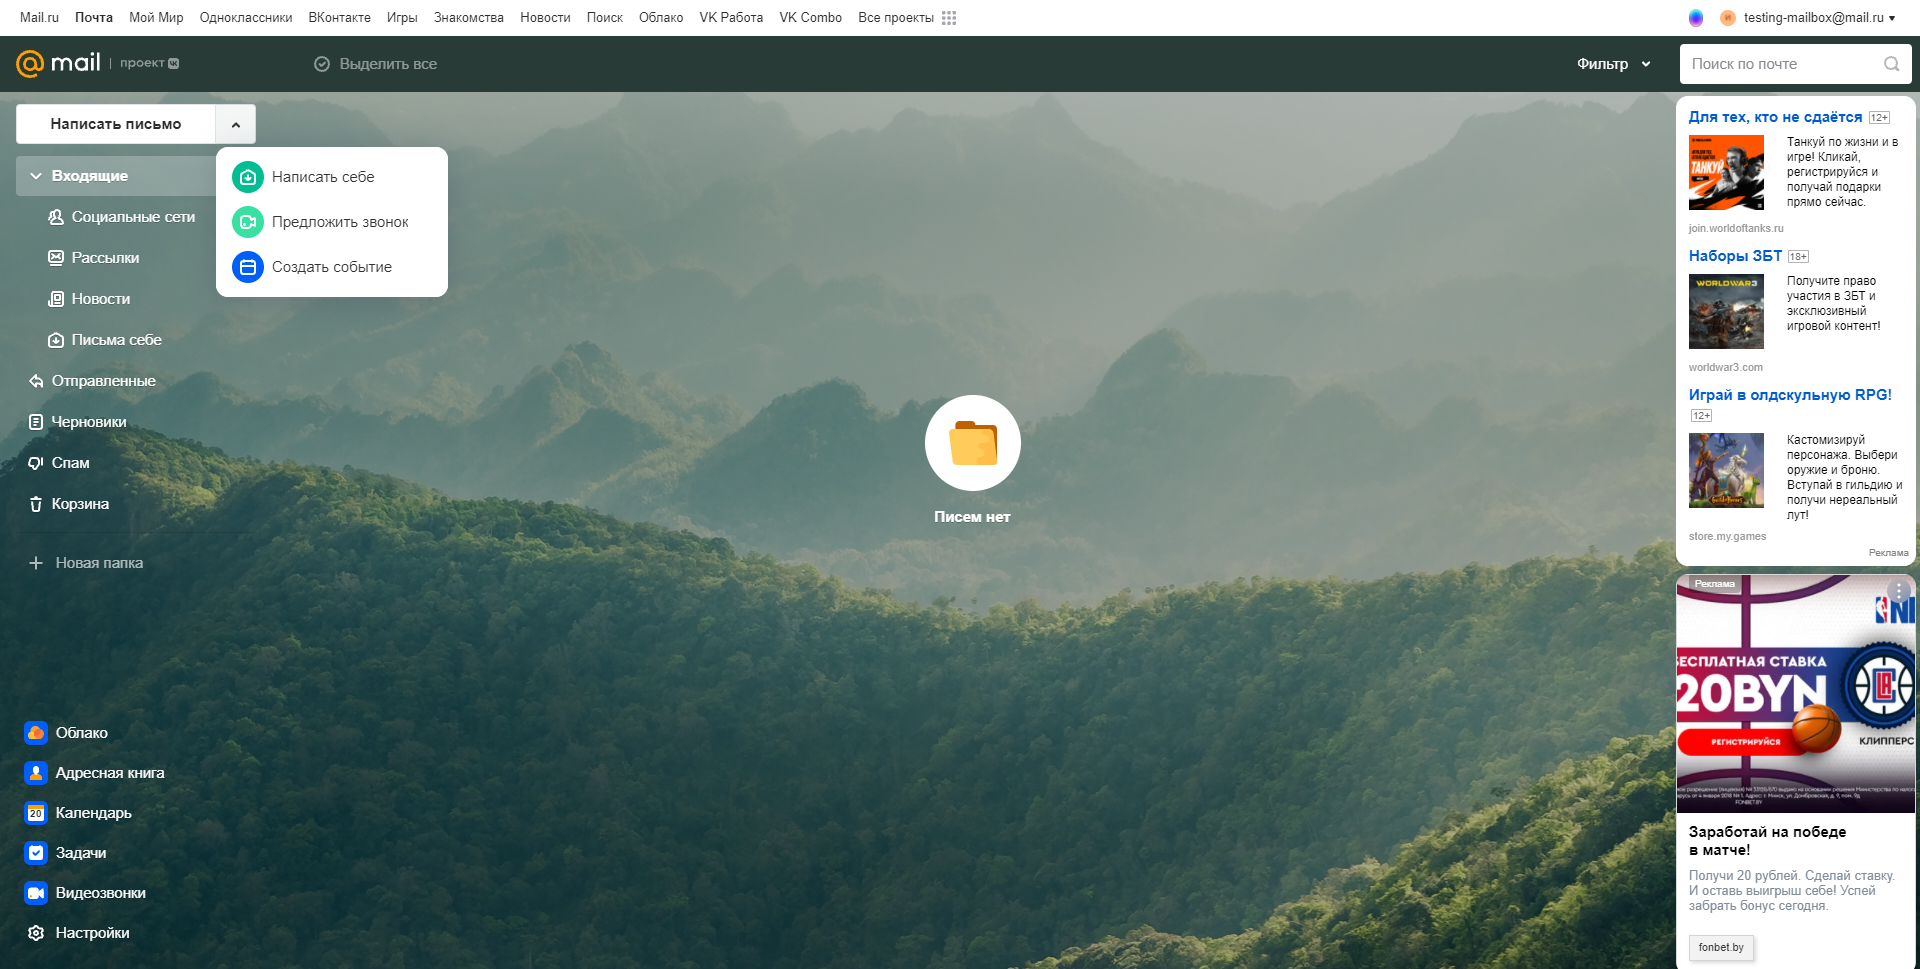 Mail.ru Почта Мой Мир Одноклассники ВКонтакте Игры Знакомства Новости Поиск Облако VK Работа VK Combo Все проекты
testing-mailbox@mail.ru
mail | проект
Выделить все
Фильтр
Поиск по почте
Написать письмо
Входящие
Социальные сети
Рассылки
Новости
Письма себе
Отправленные
Черновики
Спам
Корзина
Новая папка
Написать себе
Предложить звонок
Создать событие
Писем нет
Облако
Адресная книга
20
Календарь
Задачи
Видеозвонки
Настройки
Для тех, кто не сдаётся 12+
ТАНКУЙ
Танкуй по жизни и в
игре! Кликай,
регистрируйся и
получай подарки
прямо сейчас.
join.worldoftanks.ru
Наборы ЗБТ 18+
WORLDWAR3
Получите право
участия в ЗБТ и
эксклюзивный
игровой контент!
worldwar3.com
Играй в олдскульную RPG!
12+
Кастомизируй
персонажа. Выбери
оружие и броню.
Вступай в гильдию и
получи нереальный
лут!
store.my.games
Реклама
Реклама
БЕСПЛАТНАЯ СТАВКА
20BYN
РЕГИСТРИРУЙСЯ
КЛИППЕРС
FONBET.BY
Заработай на победе
в матче!
Получи 20 рублей. Сделай ставку.
И оставь выигрыш себе! Успей
забрать бонус сегодня.
fonbet.by